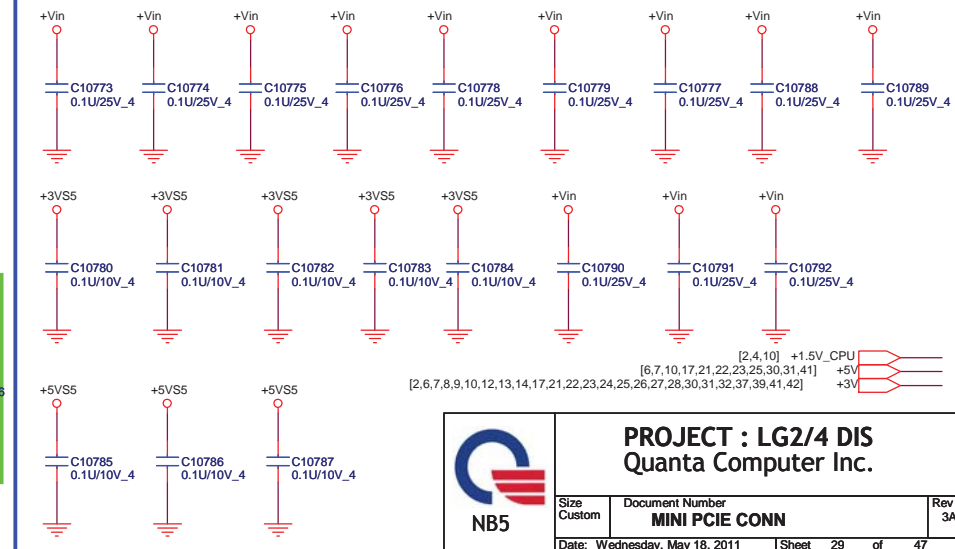 +Vin +Vin +Vin +Vin +Vin +Vin +Vin +Vin +Vin
C10773 C10774 C10775 C10776 C10778 C10779 C10777 C10788 C10789
0.1U/25V_4 0.1U/25V_4 0.1U/25V_4 0.1U/25V_4 0.1U/25V_4 0.1U/25V_4 0.1U/25V_4 0.1U/25V_4 0.1U/25V_4
+3VS5 +3VS5 +3VS5 +3VS5 +3VS5 +Vin +Vin +Vin
C10780 C10781 C10782 C10783 C10784 C10790 C10791 C10792
0.1U/10V_4 0.1U/10V_4 0.1U/10V_4 0.1U/10V_4 0.1U/10V_4 0.1U/25V_4 0.1U/25V_4 0.1U/25V_4
[2,4,10] +1.5V_CPU
[6,7,10,17,21,22,23,25,30,31,41] +5V
[2,6,7,8,9,10,12,13,14,17,21,22,23,24,25,26,27,28,30,31,32,37,39,41,42] +3V
+5VS5 +5VS5 +5VS5
C10785 C10786 C10787
0.1U/10V_4 0.1U/10V_4 0.1U/10V_4
NB5
PROJECT : LG2/4 DIS
Quanta Computer Inc.
Size Document Number Rev
Custom MINI PCIE CONN 3A
Date: Wednesday, May 18, 2011 Sheet 29 of 47